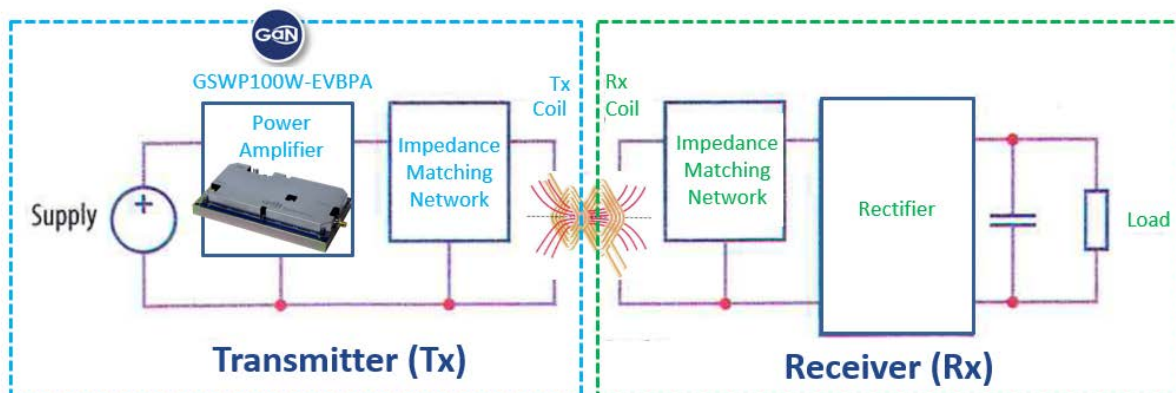 GaN
GSWP100W-EVBPA
Power
Amplifier
Impedance
Matching
Network
Tx
Coil
Supply
Transmitter (Tx)
Rx
Coil
Impedance
Matching
Network
Rectifier
Load
Receiver (Rx)